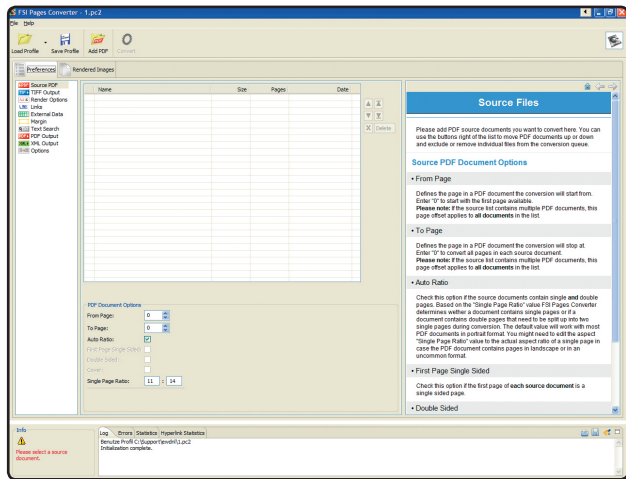 FSI Pages Converter - 1.pc2
File Help
Load Profile Save Profile Add PDF Convert
Preferences Rendered Images
Source PDF
TIFF Output
Render Options
Links
External Data
Margin
Text Search
PDF Output
XML Output
Options
Name Size Pages Date
Delete
PDF Document Options
From Page: 0
To Page: 0
Auto Ratio:
First Page Single Sided:
Double Sided:
Cover:
Single Page Ratio: 11 : 14
Source Files
Please add PDF source documents you want to convert here. You can
use the buttons right of the list to move PDF documents up or down
and exclude or remove individual files from the conversion queue.
Source PDF Document Options
• From Page
Defines the page in a PDF document the conversion will start from.
Enter "0" to start with the first page available.
Please note: if the source list contains multiple PDF documents, this
page offset applies to all documents in the list.
• To Page
Defines the page in a PDF document the conversion will stop at.
Enter "0" to convert all pages in each source document.
Please note: if the source list contains multiple PDF documents, this
page offset applies to all documents in the list.
• Auto Ratio
Check this option if the source documents contain single and double
pages. Based on the "Single Page Ratio" value FSI Pages Converter
determines wether a document contains single pages or if a
document contains double pages that need to be split up into two
single pages during conversion. The default value will work with most
PDF documents in portrait format. You might need to edit the aspect
"Single Page Ratio" value to the actual aspect ratio of a single page in
case the PDF document contains pages in landscape or in an
uncommon format.
• First Page Single Sided
Check this option if the first page of each source document is a
single sided page.
• Double Sided
Info
Please select a source
document.
Log Errors Statistics Hyperlink Statistics
Initialization complete.